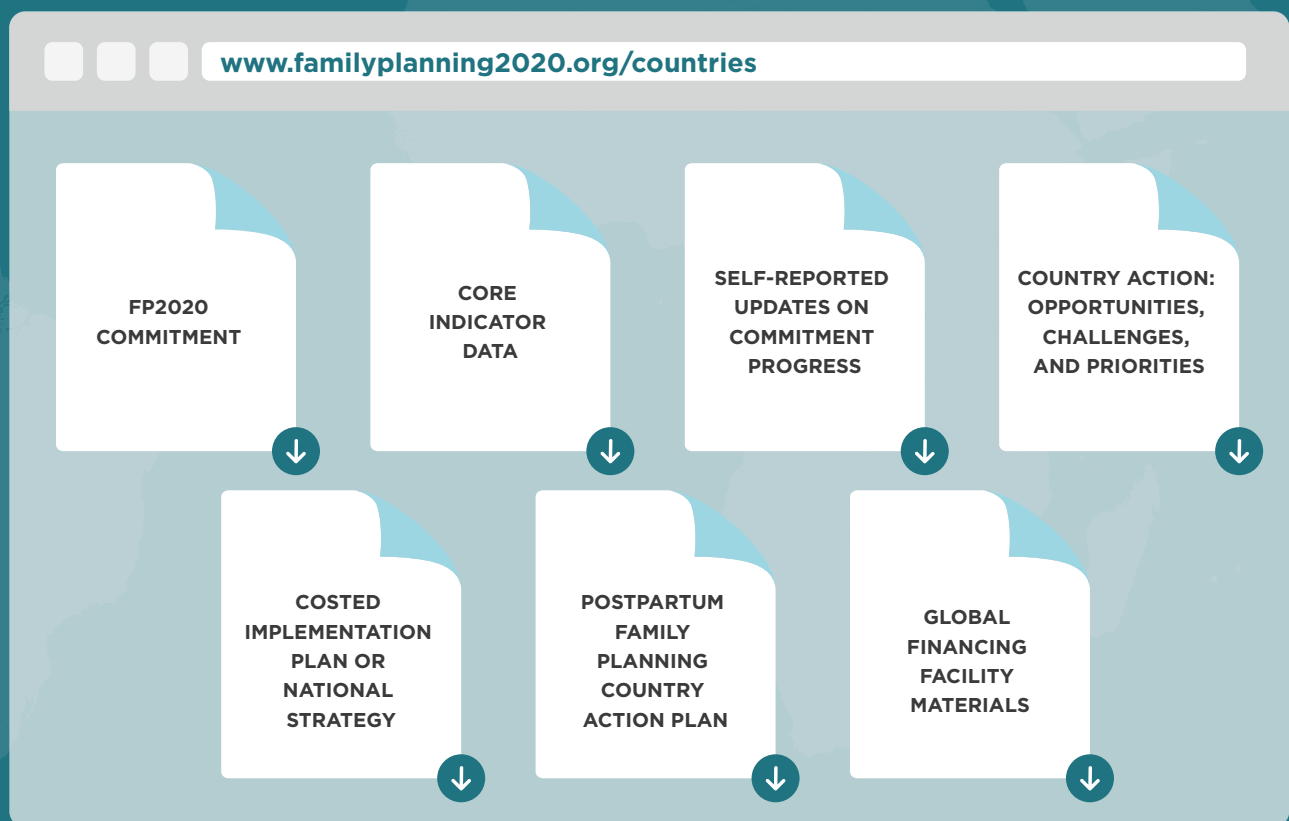 www.familyplanning2020.org/countries
FP2020
COMMITMENT
CORE
INDICATOR
DATA
SELF-REPORTED
UPDATES ON
COMMITMENT
PROGRESS
COUNTRY ACTION:
OPPORTUNITIES,
CHALLENGES,
AND PRIORITIES
COSTED
IMPLEMENTATION
PLAN OR
NATIONAL
STRATEGY
POSTPARTUM
FAMILY
PLANNING
COUNTRY
ACTION PLAN
GLOBAL
FINANCING
FACILITY
MATERIALS